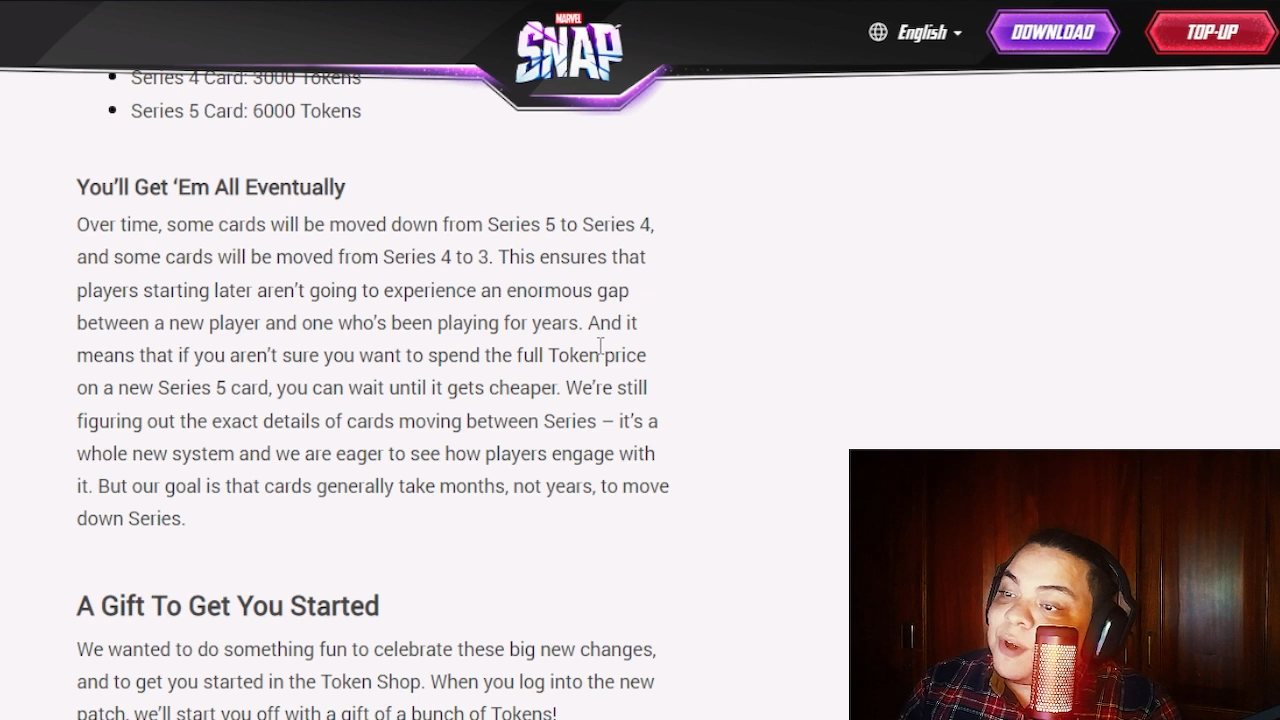 MARVEL
SNAP
English
DOWNLOAD
TOP-UP
Series 4 Card: 3000 Tokens
Series 5 Card: 6000 Tokens
You’ll Get ‘Em All Eventually
Over time, some cards will be moved down from Series 5 to Series 4,
and some cards will be moved from Series 4 to 3. This ensures that
players starting later aren’t going to experience an enormous gap
between a new player and one who’s been playing for years. And it
means that if you aren’t sure you want to spend the full Token price
on a new Series 5 card, you can wait until it gets cheaper. We’re still
figuring out the exact details of cards moving between Series – it’s a
whole new system and we are eager to see how players engage with
it. But our goal is that cards generally take months, not years, to move
down Series.
A Gift To Get You Started
We wanted to do something fun to celebrate these big new changes,
and to get you started in the Token Shop. When you log into the new
patch, we’ll start you off with a gift of a bunch of Tokens!